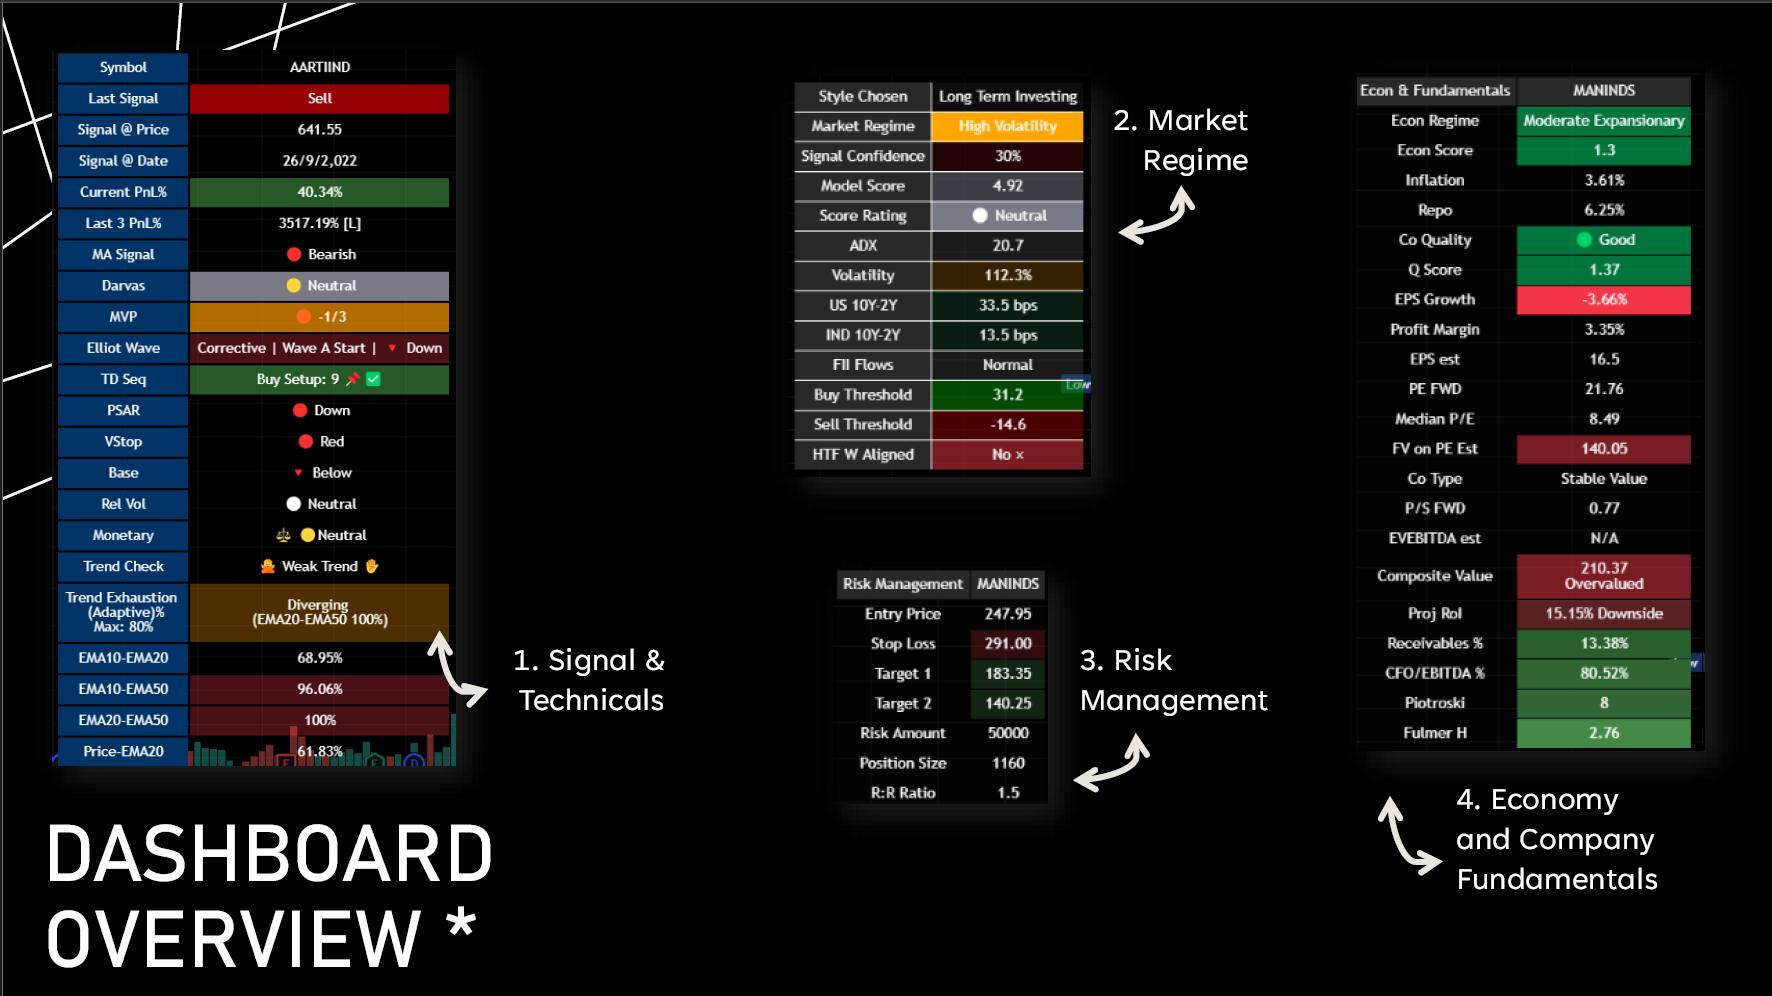 Symbol AARTIIND
Last Signal Sell
Signal @ Price 641.55
Signal @ Date 26/9/2,022
Current PnL% 40.34%
Last 3 PnL% 3517.19% [L]
MA Signal 🔴 Bearish
Darvas 🟡 Neutral
MVP 🟠 -1/3
Elliot Wave Corrective | Wave A Start | 🔻 Down
TD Seq Buy Setup: 9 📌 ✅
PSAR 🔴 Down
VStop 🔴 Red
Base 🔻 Below
Rel Vol ⚪ Neutral
Monetary ⚖️ 🟡Neutral
Trend Check 🙅 Weak Trend ✋
Trend Exhaustion
(Adaptive)%
Max: 80%
Diverging
(EMA20-EMA50 100%)
EMA10-EMA20 68.95%
EMA10-EMA50 96.06%
EMA20-EMA50 100%
Price-EMA20 61.83%
E
E
D
1. Signal &
Technicals
DASHBOARD
OVERVIEW *
Style Chosen Long Term Investing
Market Regime High Volatility
Signal Confidence 30%
Model Score 4.92
Score Rating ⚪ Neutral
ADX 20.7
Volatility 112.3%
US 10Y-2Y 33.5 bps
IND 10Y-2Y 13.5 bps
FII Flows Normal
Low
Buy Threshold 31.2
Sell Threshold -14.6
HTF W Aligned No ×
2. Market
Regime
Risk Management MANINDS
Entry Price 247.95
Stop Loss 291.00
Target 1 183.35
Target 2 140.25
Risk Amount 50000
Position Size 1160
R:R Ratio 1.5
3. Risk
Management
Econ & Fundamentals MANINDS
Econ Regime Moderate Expansionary
Econ Score 1.3
Inflation 3.61%
Repo 6.25%
Co Quality 🟢 Good
Q Score 1.37
EPS Growth -3.66%
Profit Margin 3.35%
EPS est 16.5
PE FWD 21.76
Median P/E 8.49
FV on PE Est 140.05
Co Type Stable Value
P/S FWD 0.77
EVEBITDA est N/A
Composite Value 210.37
Overvalued
Proj RoI 15.15% Downside
Receivables % 13.38%
CFO/EBITDA % 80.52%
Piotroski 8
Fulmer H 2.76
4. Economy
and Company
Fundamentals